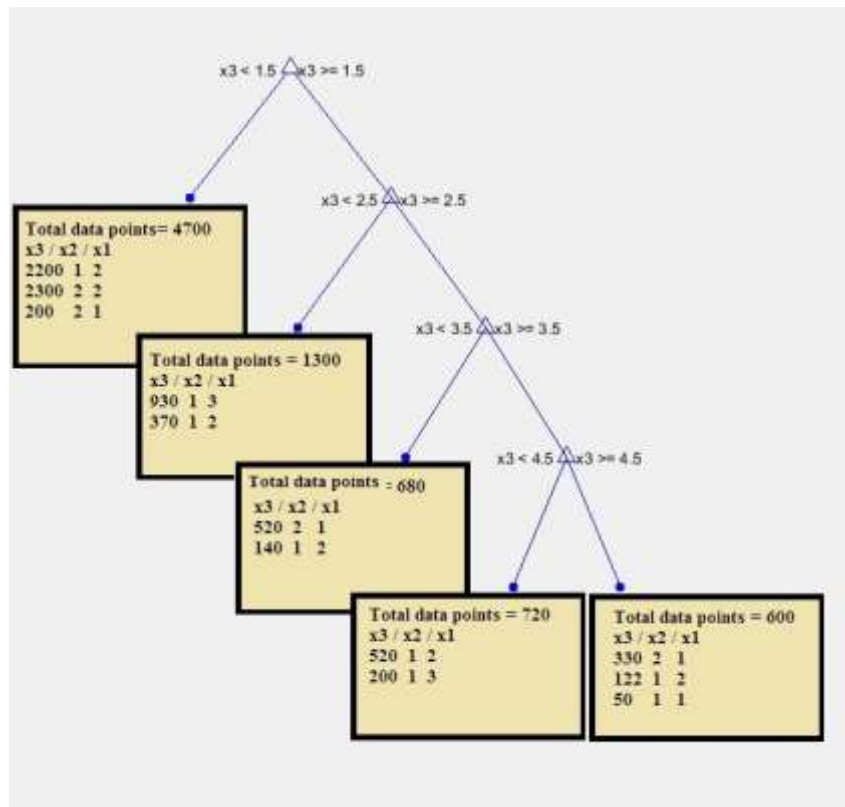 x3 < 1.5 x3 >= 1.5
x3 < 2.5 x3 >= 2.5
Total data points= 4700
x3 / x2 / x1
2200 1 2
2300 2 2
200 2 1
x3 < 3.5 x3 >= 3.5
Total data points = 1300
x3 / x2 / x1
930 1 3
370 1 2
x3 < 4.5 x3 >= 4.5
Total data points = 680
x3 / x2 / x1
520 2 1
140 1 2
Total data points = 720
x3 / x2 / x1
520 1 2
200 1 3
Total data points = 600
x3 / x2 / x1
330 2 1
122 1 2
50 1 1